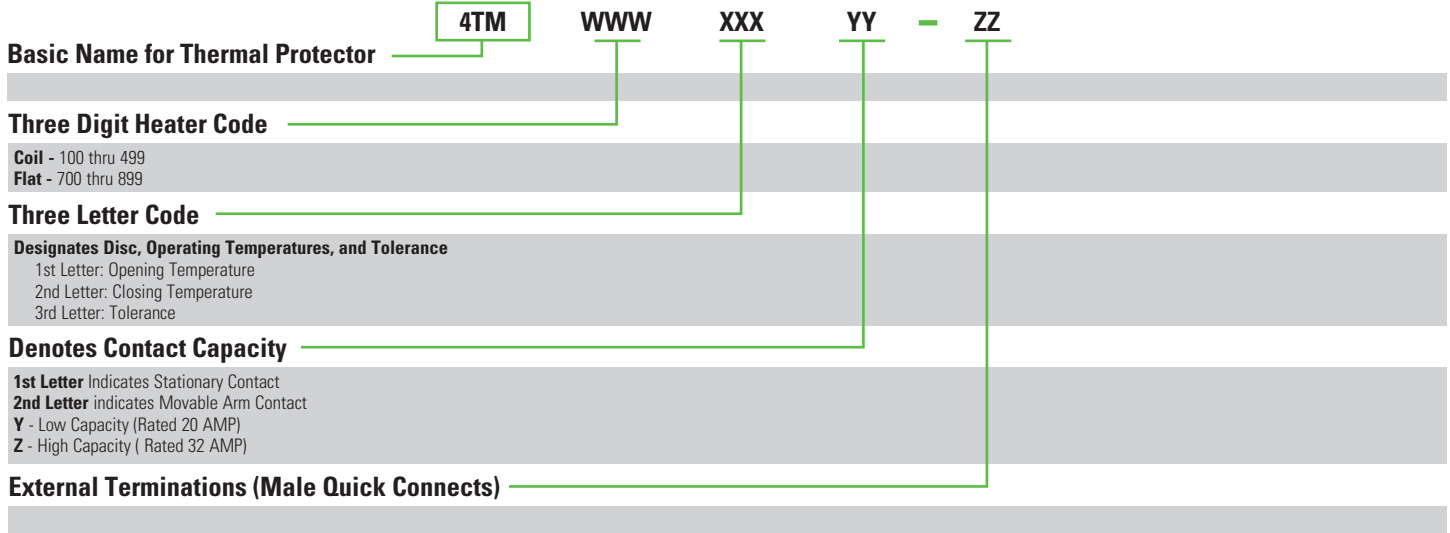 4TM WWW XXX YY – ZZ
Basic Name for Thermal Protector
Three Digit Heater Code
Coil - 100 thru 499
Flat - 700 thru 899
Three Letter Code
Designates Disc, Operating Temperatures, and Tolerance
1st Letter: Opening Temperature
2nd Letter: Closing Temperature
3rd Letter: Tolerance
Denotes Contact Capacity
1st Letter Indicates Stationary Contact
2nd Letter indicates Movable Arm Contact
Y - Low Capacity (Rated 20 AMP)
Z - High Capacity ( Rated 32 AMP)
External Terminations (Male Quick Connects)